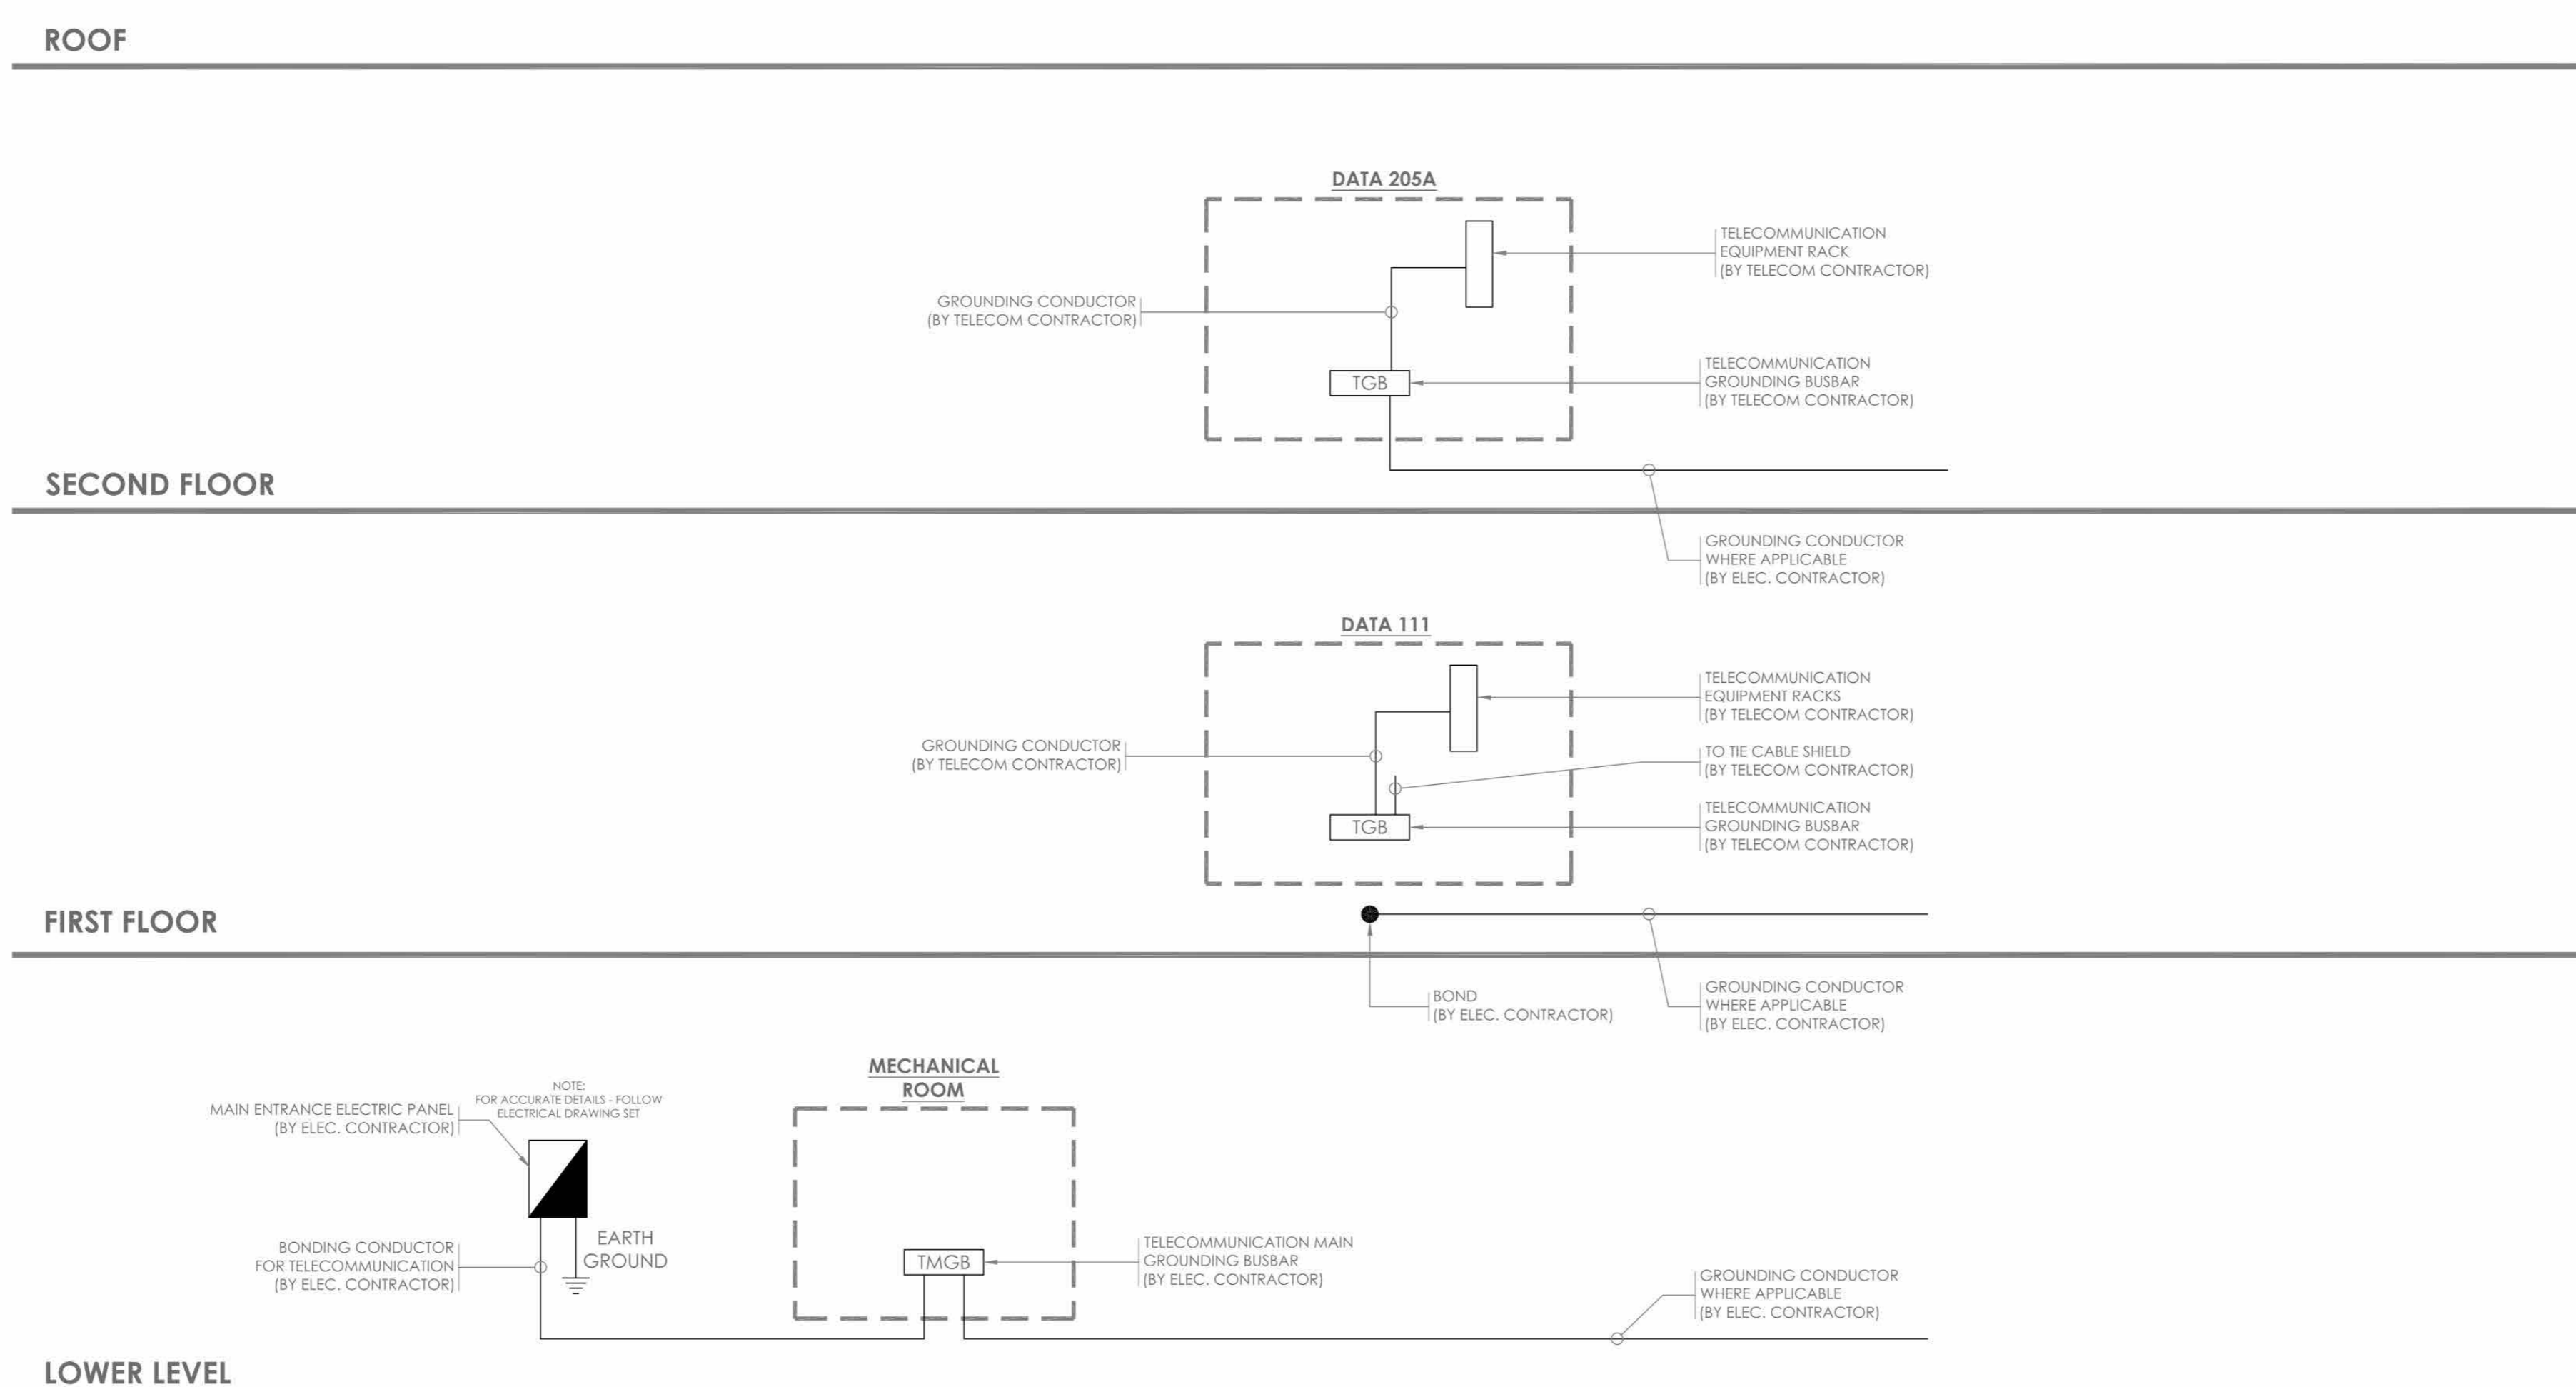 ROOF
DATA 205A
TELECOMMUNICATION
EQUIPMENT RACK
(BY TELECOM CONTRACTOR)
GROUNDING CONDUCTOR
(BY TELECOM CONTRACTOR)
TGB
TELECOMMUNICATION
GROUNDING BUSBAR
(BY TELECOM CONTRACTOR)
SECOND FLOOR
GROUNDING CONDUCTOR
WHERE APPLICABLE
(BY ELEC. CONTRACTOR)
DATA 111
TELECOMMUNICATION
EQUIPMENT RACKS
(BY TELECOM CONTRACTOR)
GROUNDING CONDUCTOR
(BY TELECOM CONTRACTOR)
TO TIE CABLE SHIELD
(BY TELECOM CONTRACTOR)
TGB
TELECOMMUNICATION
GROUNDING BUSBAR
(BY TELECOM CONTRACTOR)
FIRST FLOOR
BOND
(BY ELEC. CONTRACTOR)
GROUNDING CONDUCTOR
WHERE APPLICABLE
(BY ELEC. CONTRACTOR)
MECHANICAL
ROOM
NOTE:
FOR ACCURATE DETAILS - FOLLOW
ELECTRICAL DRAWING SET
MAIN ENTRANCE ELECTRIC PANEL
(BY ELEC. CONTRACTOR)
EARTH
GROUND
BONDING CONDUCTOR
FOR TELECOMMUNICATION
(BY ELEC. CONTRACTOR)
TMGB
TELECOMMUNICATION MAIN
GROUNDING BUSBAR
(BY ELEC. CONTRACTOR)
GROUNDING CONDUCTOR
WHERE APPLICABLE
(BY ELEC. CONTRACTOR)
LOWER LEVEL